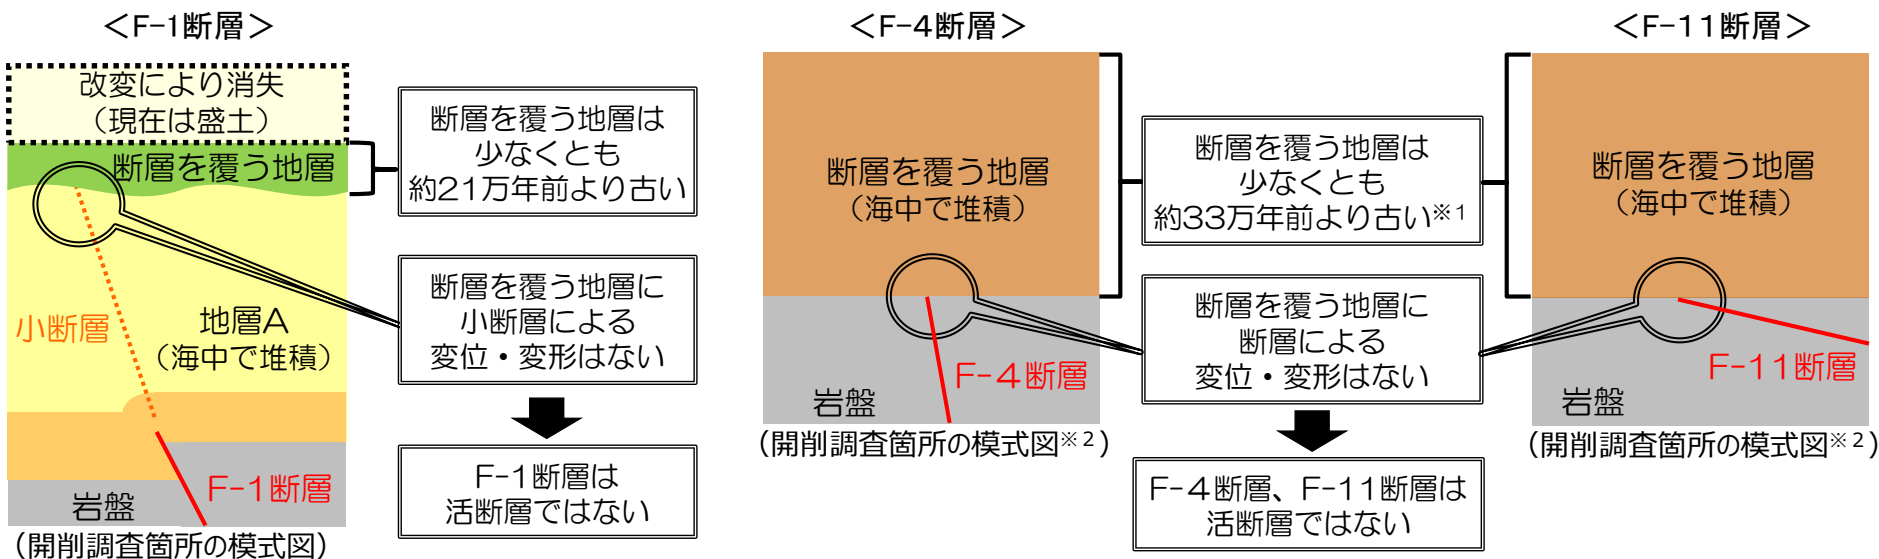 ＜F-1断層＞
改変により消失
（現在は盛土）
断層を覆う地層
小断層
地層A
（海中で堆積）
F-1断層
岩盤
（開削調査箇所の模式図）
断層を覆う地層は
少なくとも
約21万年前より古い
断層を覆う地層に
小断層による
変位・変形はない
F-1断層は
活断層ではない
＜F-4断層＞
断層を覆う地層
（海中で堆積）
F-4断層
岩盤
（開削調査箇所の模式図※2）
断層を覆う地層は
少なくとも
約33万年前より古い※1
断層を覆う地層に
断層による
変位・変形はない
F-4断層、F-11断層は
活断層ではない
＜F-11断層＞
断層を覆う地層
（海中で堆積）
F-11断層
岩盤
（開削調査箇所の模式図※2）